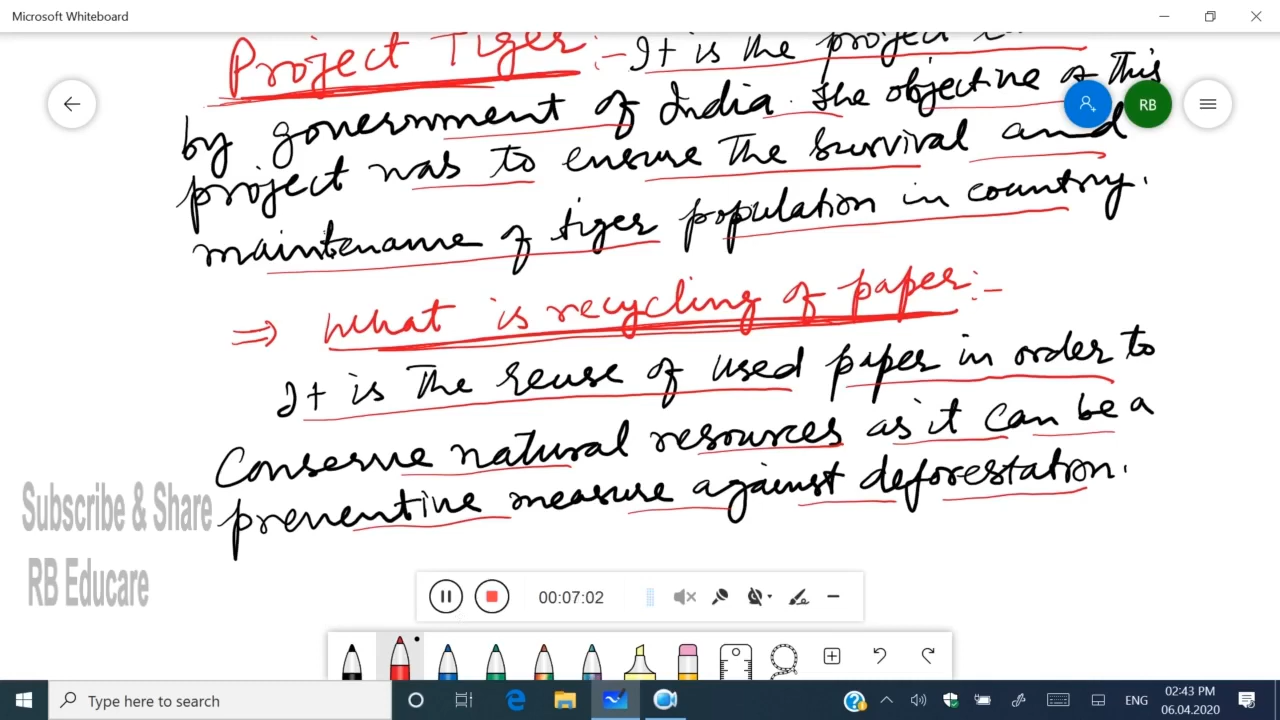 Microsoft Whiteboard
Project Tiger :- It is the project
by government of India. The objective of this
RB
project was to ensure the survival and
maintename of tiger population in country.
⇒ What is recycling of paper :-
It is the reuse of used paper in order to
Conserve natural resources as it can be a
preventive measure against deforestation.
Subscribe & Share
RB Educare
00:07:02
Type here to search
ENG
02:43 PM
06.04.2020